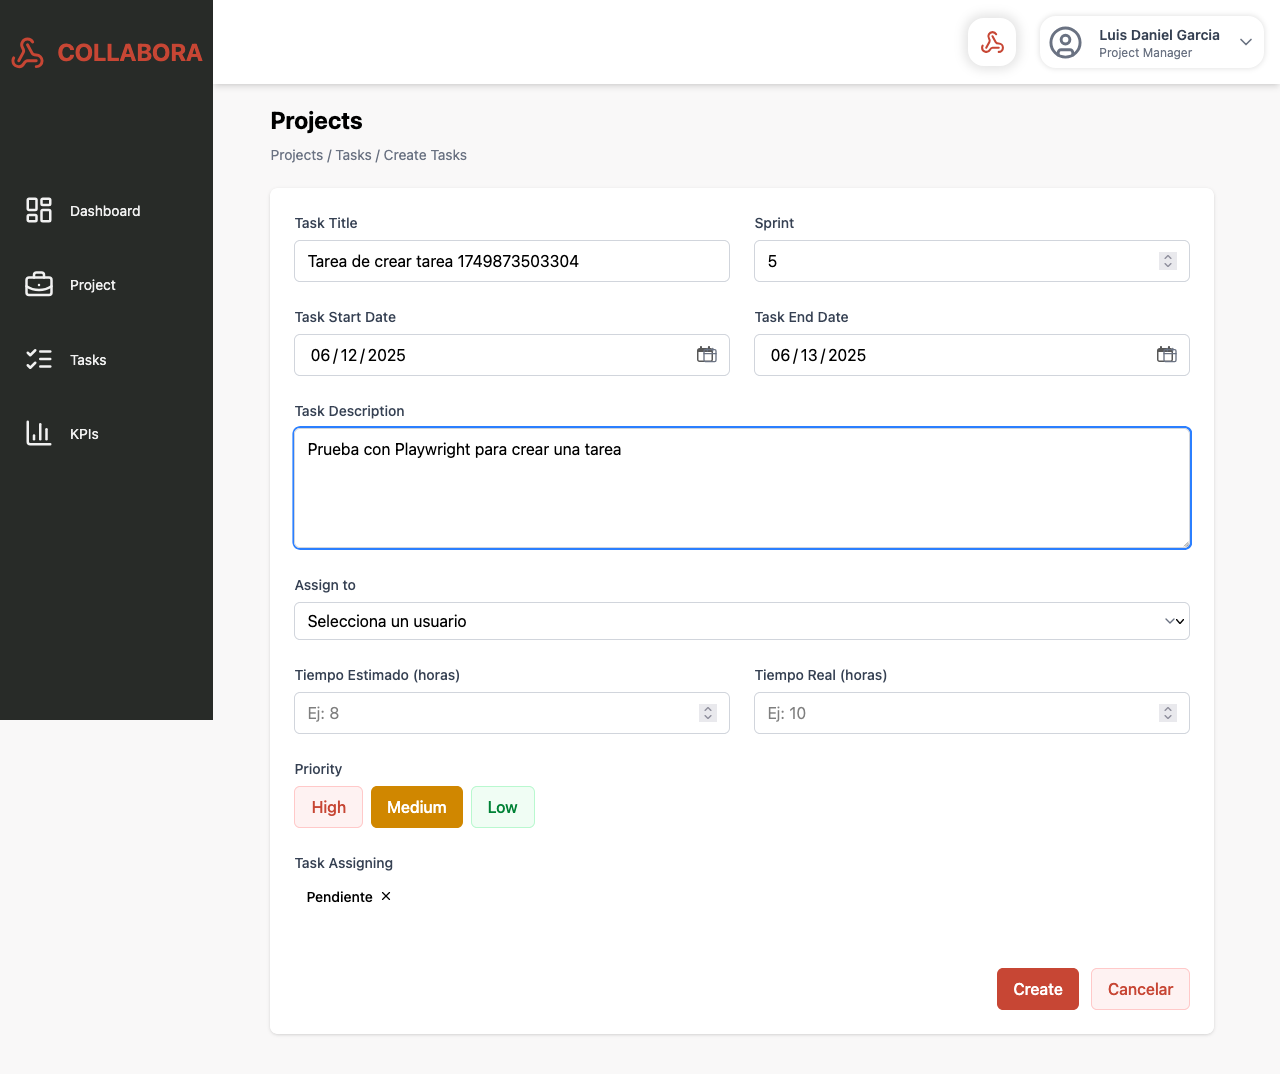 COLLABORA
Luis Daniel Garcia
Project Manager
Dashboard
Project
Tasks
KPIs
Projects
Projects / Tasks / Create Tasks
Task Title
Sprint
Tarea de crear tarea 1749873503304
5
Task Start Date
Task End Date
06/12/2025
06/13/2025
Task Description
Prueba con Playwright para crear una tarea
Assign to
Selecciona un usuario
Tiempo Estimado (horas)
Tiempo Real (horas)
Ej: 8
Ej: 10
Priority
High
Medium
Low
Task Assigning
Pendiente ×
Create
Cancelar